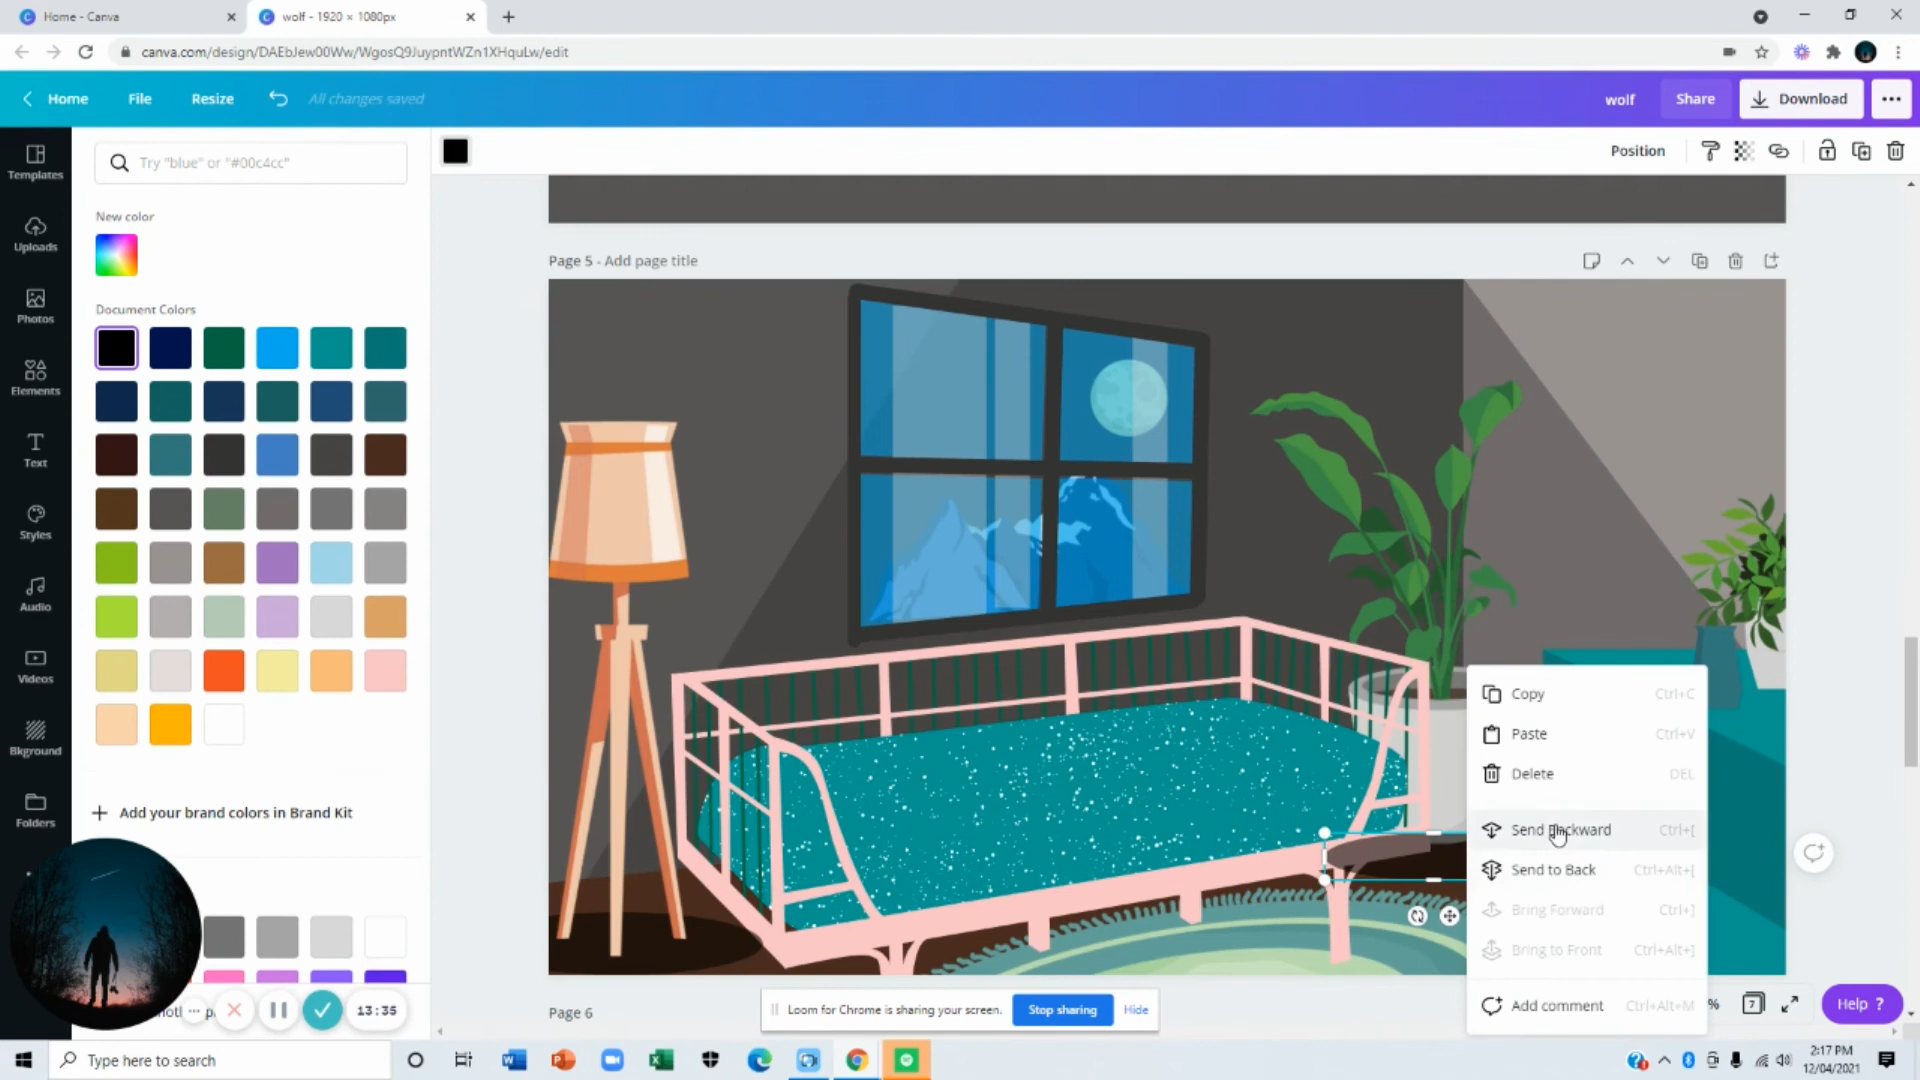 Home - Canva
wolf - 1920 × 1080px
canva.com/design/DAEbJew00Ww/WgosQ9JuypntWZn1XHquLw/edit
Home
File
Resize
All changes saved
wolf
Share
Download
Templates
Uploads
Photos
Elements
Text
Styles
Audio
Videos
Bkground
Folders
Try "blue" or "#00c4cc"
New color
Document Colors
Add your brand colors in Brand Kit
Position
Page 5 - Add page title
Copy Ctrl+C
Paste Ctrl+V
Delete DEL
Send Backward Ctrl+[
Send to Back Ctrl+Alt+[
Bring Forward Ctrl+]
Bring to Front Ctrl+Alt+]
Add comment Ctrl+Alt+M
Page 6
Loom for Chrome is sharing your screen.
Stop sharing
Hide
%
7
Help ?
13:35
Type here to search
2:17 PM
12/04/2021